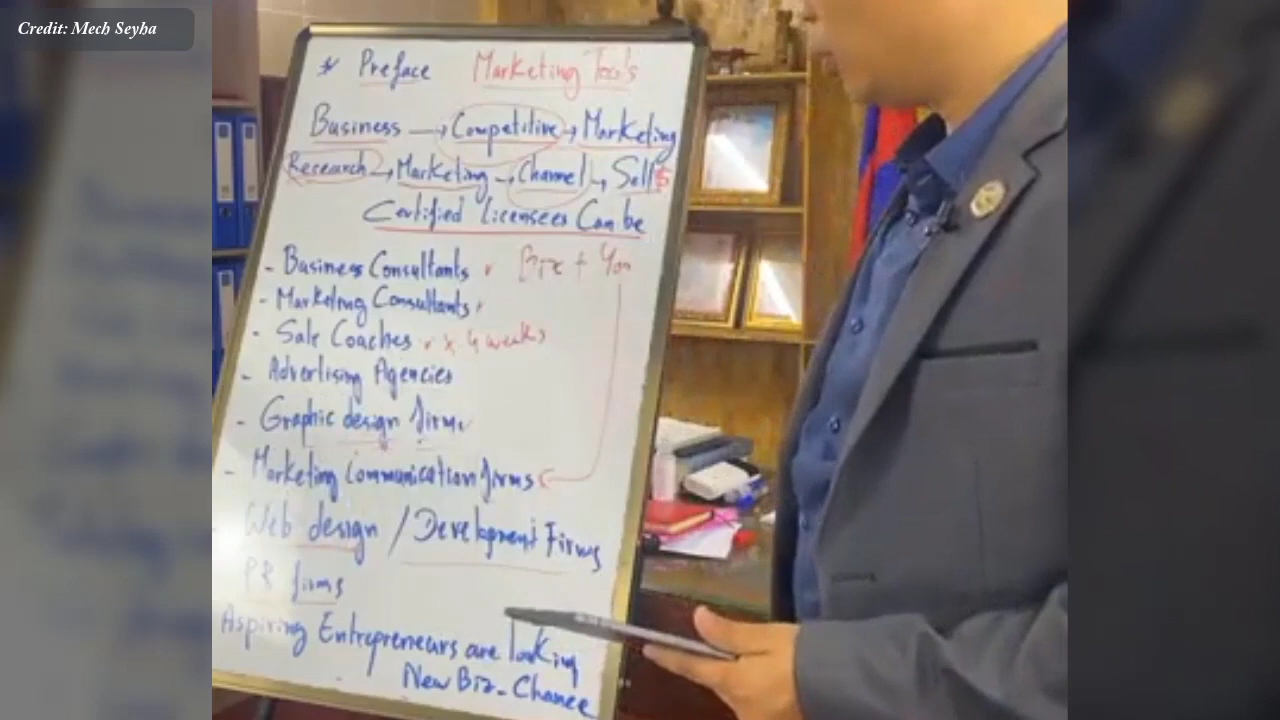 Credit: Mech Seyha
* Preface Marketing Tools
Business → Competitive → Marketing
Research → Marketing → Channel → Sell $
Certified Licensees Can be
- Business Consultants
- Marketing Consultants
- Sale Coaches x 4 weeks
- Advertising Agencies
- Graphic design firms
- Marketing Communication firms
Web design / Development Firms
PR firms
Aspiring Entrepreneurs are looking
New Biz - Chance